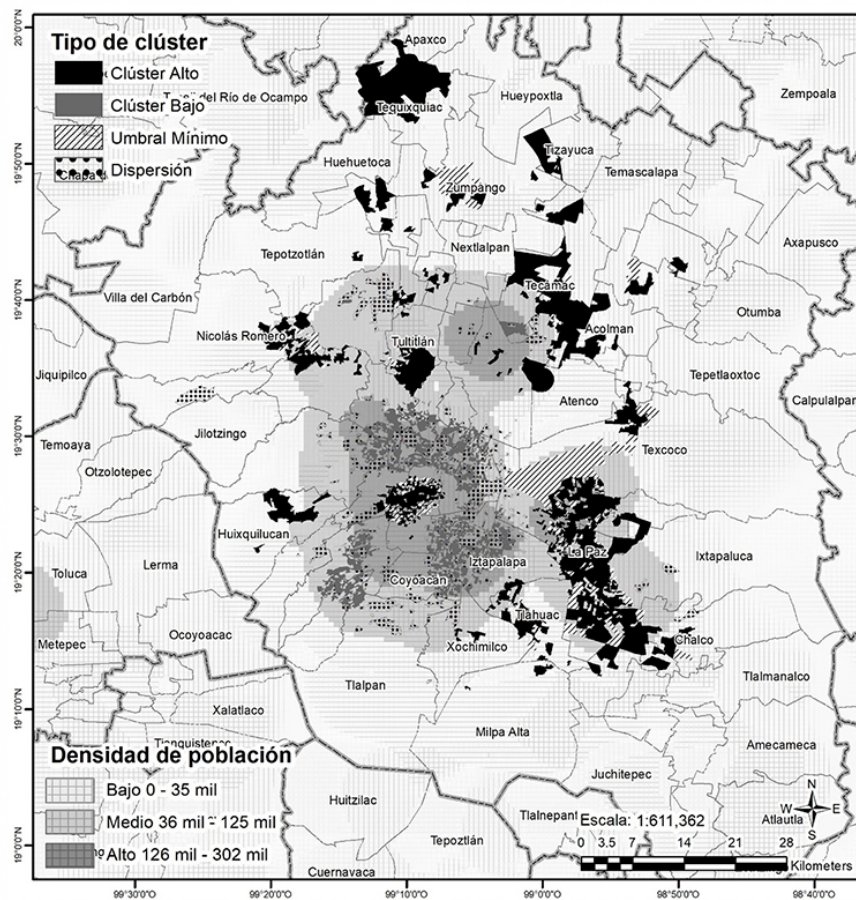 Tipo de clúster
Clúster Alto
Clúster Bajo
Umbral Mínimo
Dispersión
Apaxco
del Río de Ocampo
Tequixquiac
Hueypoxtla
Zempoala
Huehuetoca
Tizayuca
Zumpango
Temascalapa
Tepotzotlán
Nextlalpan
Axapusco
Villa del Carbón
Tecámac
Otumba
Nicolás Romero
Tultitlán
Acolman
Jiquipilco
Atenco
Tepetlaoxtoc
Calpulalpan
Temoaya
Jilotzingo
Texcoco
Otzolotepec
Huixquilucan
La Paz
Ixtapaluca
Toluca
Lerma
Iztapalapa
Coyoacán
Metepec
Ocoyoacac
Tlahuac
Xochimilco
Chalco
Tlalpan
Tlalmanalco
Xalatlaco
Milpa Alta
Tianguistenco
Amecameca
Juchitepec
Densidad de población
Bajo 0 - 35 mil
Medio 36 mil - 125 mil
Alto 126 mil - 302 mil
Huitzilac
Tlalnepantl
Atlautla
Tepoztlán
Cuernavaca
N
W E
S
Escala: 1:611,362
0 3.5 7 14 21 28
Kilometers
20°0'0"N
19°50'0"N
19°40'0"N
19°30'0"N
19°20'0"N
19°10'0"N
19°0'0"N
99°30'0"O 99°20'0"O 99°10'0"O 99°0'0"O 98°50'0"O 98°40'0"O